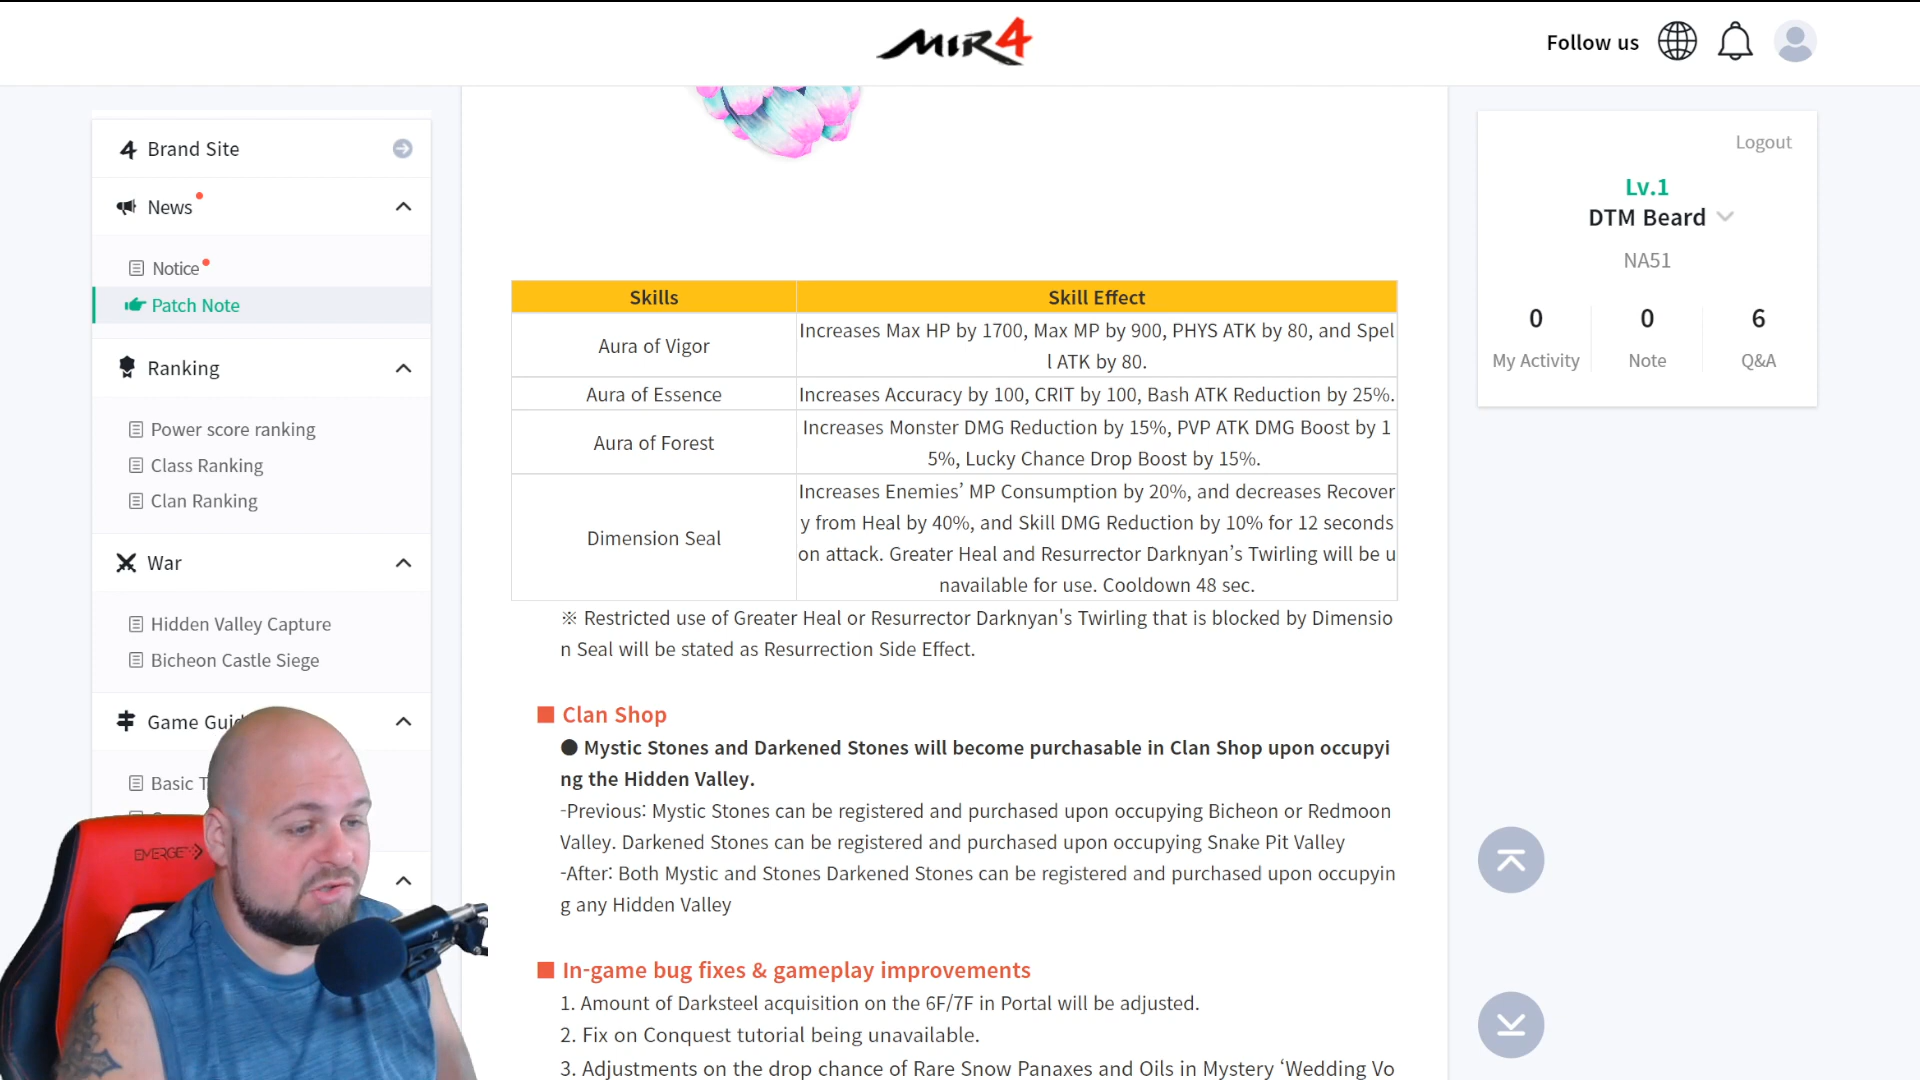 MIR4
Follow us
Brand Site
News
Notice
Patch Note
Ranking
Power score ranking
Class Ranking
Clan Ranking
War
Hidden Valley Capture
Bicheon Castle Siege
Game Guid
Basic T
Logout
Lv.1
DTM Beard
NA51
0 0 6
My Activity Note Q&A
Skills Skill Effect
Aura of Vigor
Increases Max HP by 1700, Max MP by 900, PHYS ATK by 80, and Spel
l ATK by 80.
Aura of Essence
Increases Accuracy by 100, CRIT by 100, Bash ATK Reduction by 25%.
Aura of Forest
Increases Monster DMG Reduction by 15%, PVP ATK DMG Boost by 1
5%, Lucky Chance Drop Boost by 15%.
Dimension Seal
Increases Enemies’ MP Consumption by 20%, and decreases Recover
y from Heal by 40%, and Skill DMG Reduction by 10% for 12 seconds
on attack. Greater Heal and Resurrector Darknyan’s Twirling will be u
navailable for use. Cooldown 48 sec.
※ Restricted use of Greater Heal or Resurrector Darknyan's Twirling that is blocked by Dimensio
n Seal will be stated as Resurrection Side Effect.
■ Clan Shop
● Mystic Stones and Darkened Stones will become purchasable in Clan Shop upon occupyi
ng the Hidden Valley.
-Previous: Mystic Stones can be registered and purchased upon occupying Bicheon or Redmoon
Valley. Darkened Stones can be registered and purchased upon occupying Snake Pit Valley
-After: Both Mystic and Stones Darkened Stones can be registered and purchased upon occupyin
g any Hidden Valley
■ In-game bug fixes & gameplay improvements
1. Amount of Darksteel acquisition on the 6F/7F in Portal will be adjusted.
2. Fix on Conquest tutorial being unavailable.
3. Adjustments on the drop chance of Rare Snow Panaxes and Oils in Mystery ‘Wedding Vo
EMERGE